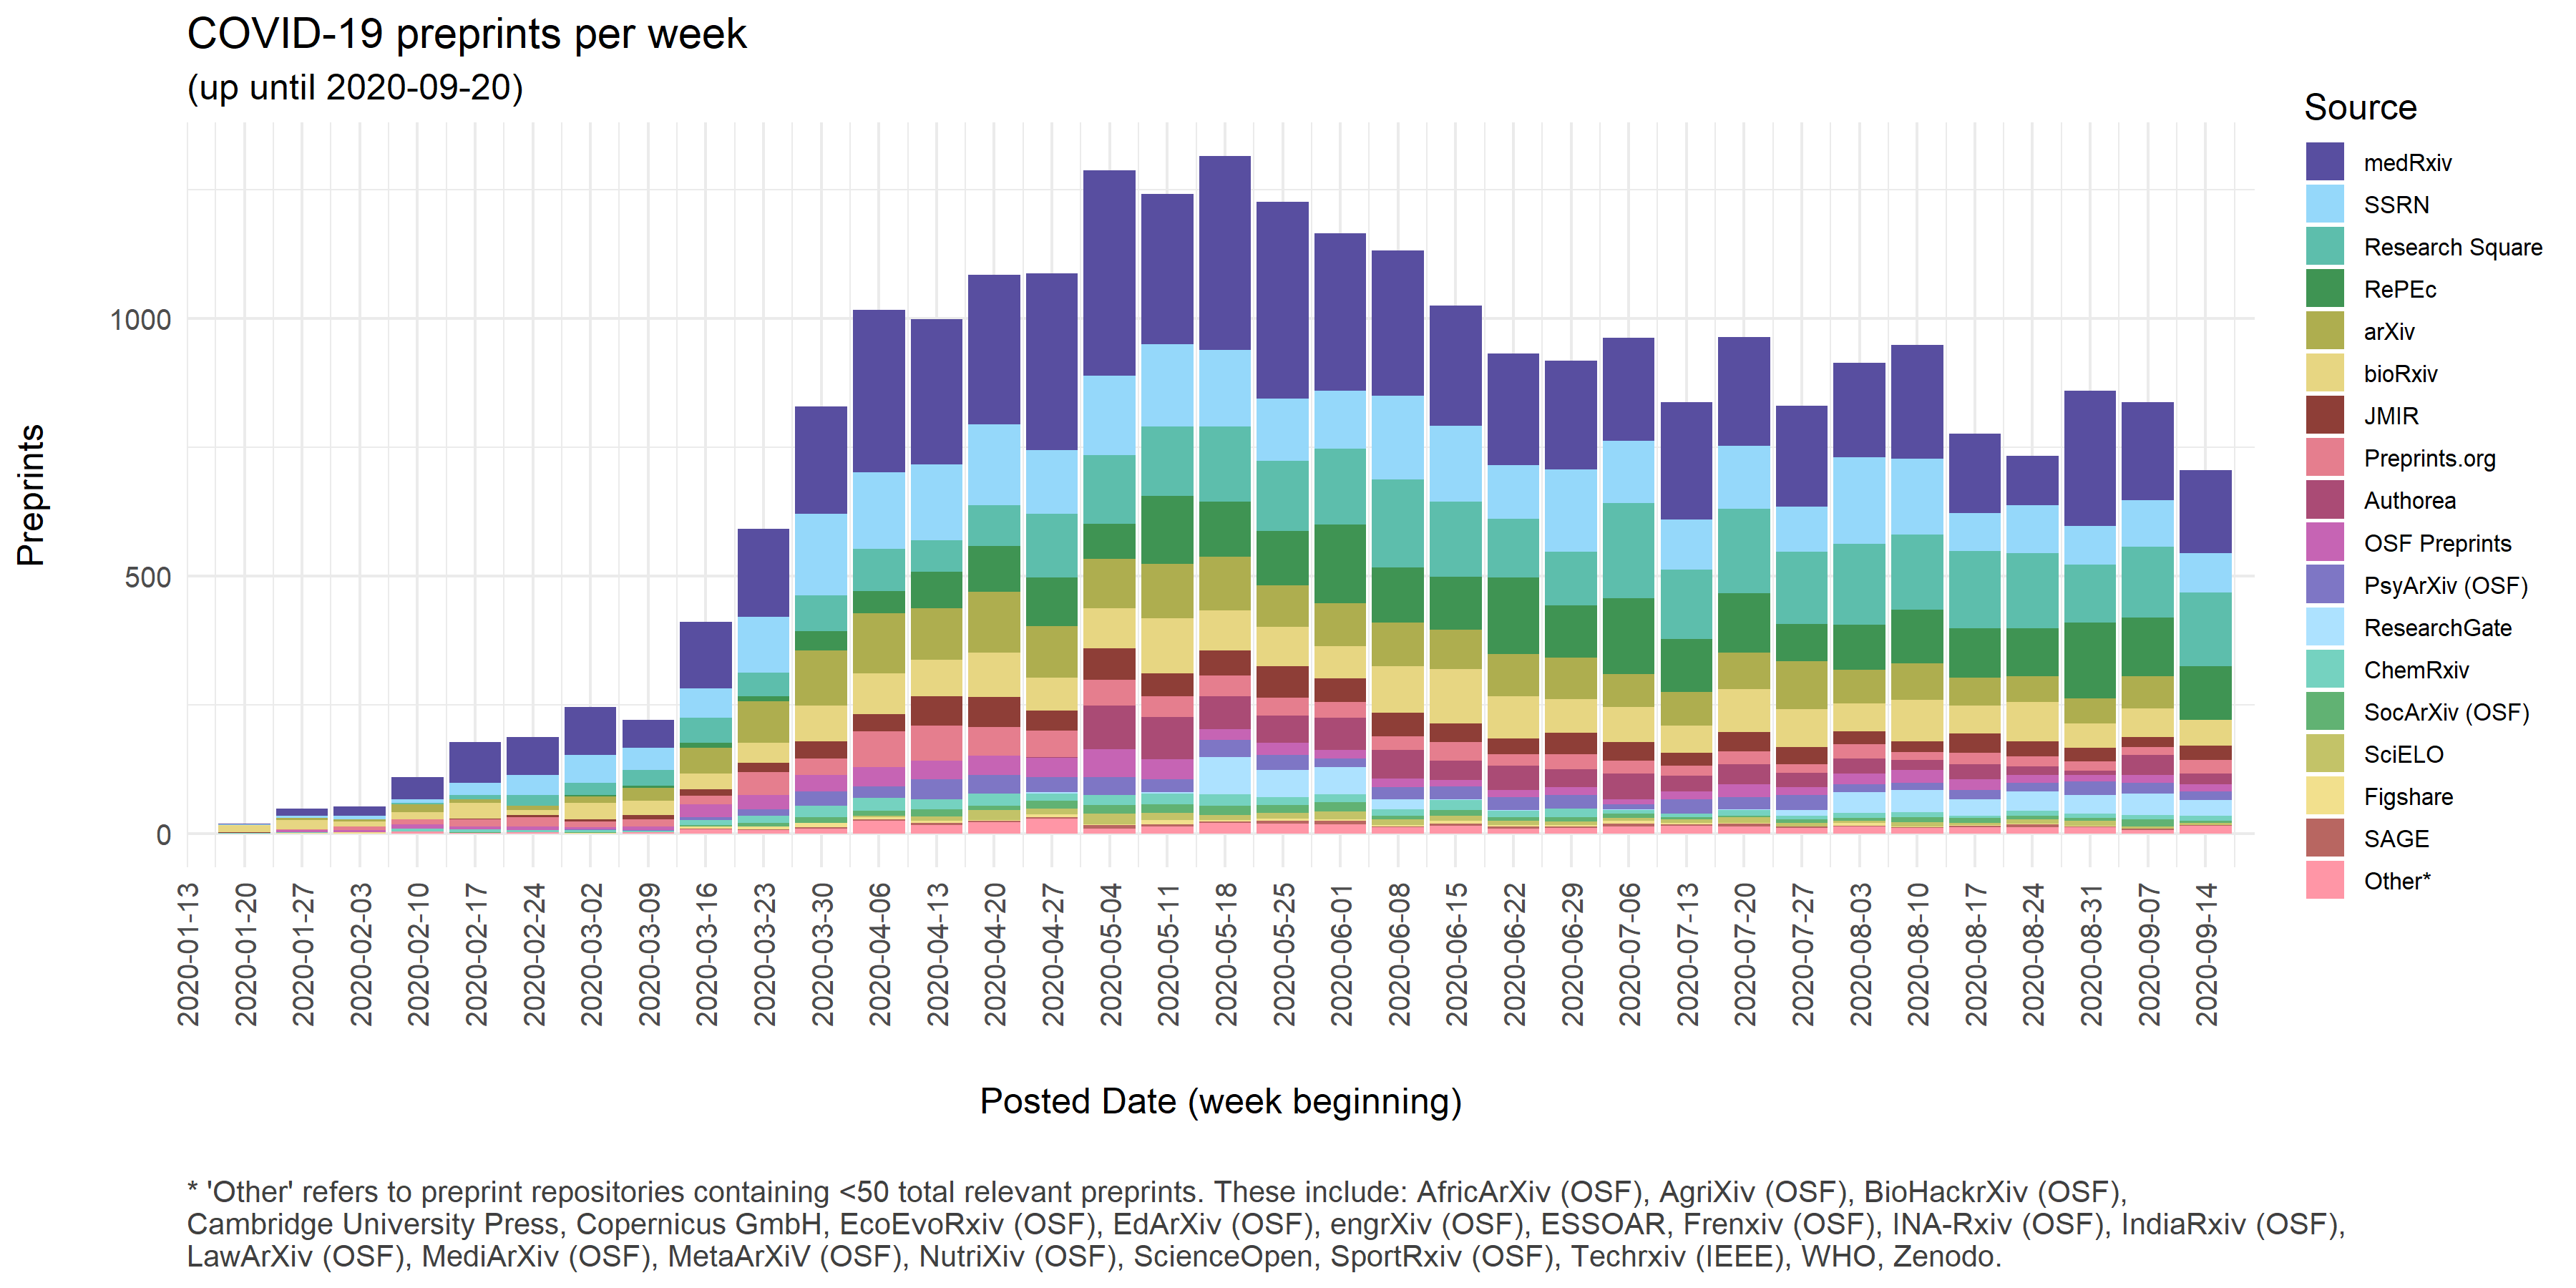 COVID-19 preprints per week
(up until 2020-09-20)
Preprints
1000
500
0
2020-01-13
2020-01-20
2020-01-27
2020-02-03
2020-02-10
2020-02-17
2020-02-24
2020-03-02
2020-03-09
2020-03-16
2020-03-23
2020-03-30
2020-04-06
2020-04-13
2020-04-20
2020-04-27
2020-05-04
2020-05-11
2020-05-18
2020-05-25
2020-06-01
2020-06-08
2020-06-15
2020-06-22
2020-06-29
2020-07-06
2020-07-13
2020-07-20
2020-07-27
2020-08-03
2020-08-10
2020-08-17
2020-08-24
2020-08-31
2020-09-07
2020-09-14
Posted Date (week beginning)
Source
medRxiv
SSRN
Research Square
RePEc
arXiv
bioRxiv
JMIR
Preprints.org
Authorea
OSF Preprints
PsyArXiv (OSF)
ResearchGate
ChemRxiv
SocArXiv (OSF)
SciELO
Figshare
SAGE
Other*
* 'Other' refers to preprint repositories containing <50 total relevant preprints. These include: AfricArXiv (OSF), AgriXiv (OSF), BioHackrXiv (OSF),
Cambridge University Press, Copernicus GmbH, EcoEvoRxiv (OSF), EdArXiv (OSF), engrXiv (OSF), ESSOAR, Frenxiv (OSF), INA-Rxiv (OSF), IndiaRxiv (OSF),
LawArXiv (OSF), MediArXiv (OSF), MetaArXiV (OSF), NutriXiv (OSF), ScienceOpen, SportRxiv (OSF), Techrxiv (IEEE), WHO, Zenodo.